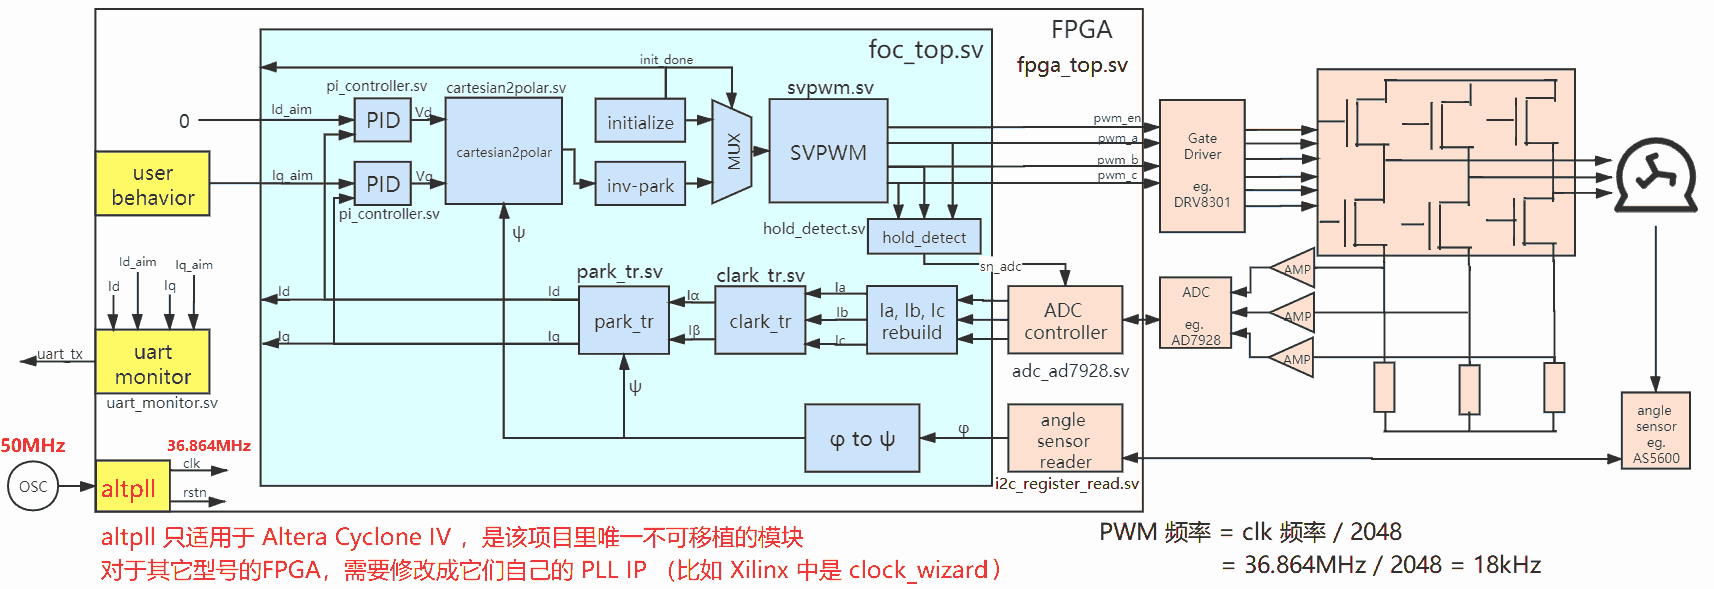 FPGA
fpga_top.sv
foc_top.sv
init_done
pi_controller.sv
cartesian2polar.sv
svpwm.sv
0
Id_aim
PID
Vd
cartesian2polar
initialize
MUX
SVPWM
pwm_en
pwm_a
pwm_b
pwm_c
Gate
Driver
eg.
DRV8301
user
behavior
Iq_aim
PID
Vq
inv-park
pi_controller.sv
ψ
hold_detect.sv
hold_detect
sn_adc
Id_aim
Iq_aim
Id
Iq
park_tr.sv
clark_tr.sv
Id
Id
park_tr
Iα
Iβ
clark_tr
Ia
Ib
Ic
Ia, Ib, Ic
rebuild
ADC
controller
adc_ad7928.sv
ADC
eg.
AD7928
AMP
AMP
AMP
Iq
Iq
uart_tx
uart
monitor
uart_monitor.sv
ψ
φ to ψ
φ
angle
sensor
reader
i2c_register_read.sv
angle
sensor
eg.
AS5600
50MHz
OSC
altpll
36.864MHz
clk
rstn
altpll 只适用于 Altera Cyclone IV ，是该项目里唯一不可移植的模块
对于其它型号的FPGA，需要修改成它们自己的 PLL IP （比如 Xilinx 中是 clock_wizard）
PWM 频率 = clk 频率 / 2048
= 36.864MHz / 2048 = 18kHz